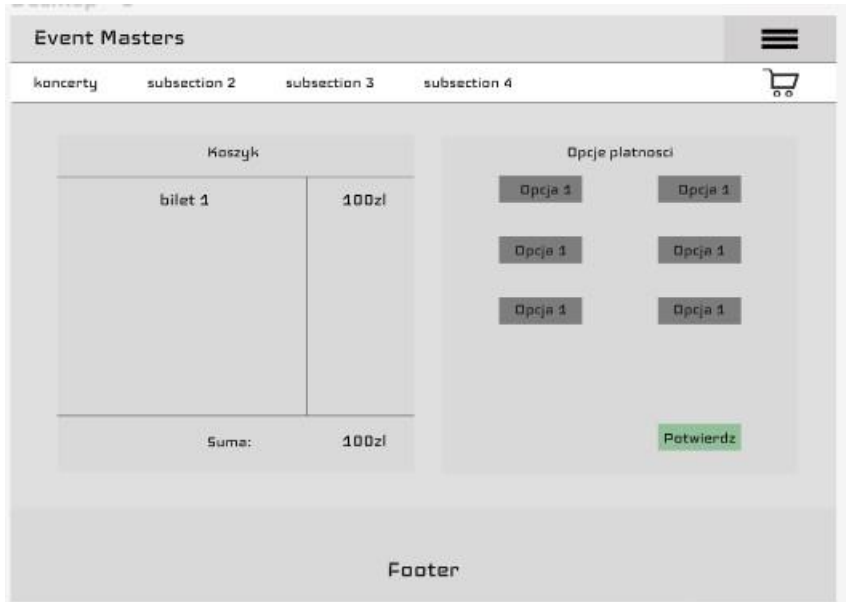 Event Masters
koncerty subsection 2 subsection 3 subsection 4
Koszyk
bilet 1 100zl
Suma: 100zl
Opcje platnosci
Opcja 1 Opcja 1
Opcja 1 Opcja 1
Opcja 1 Opcja 1
Potwierdz
Footer